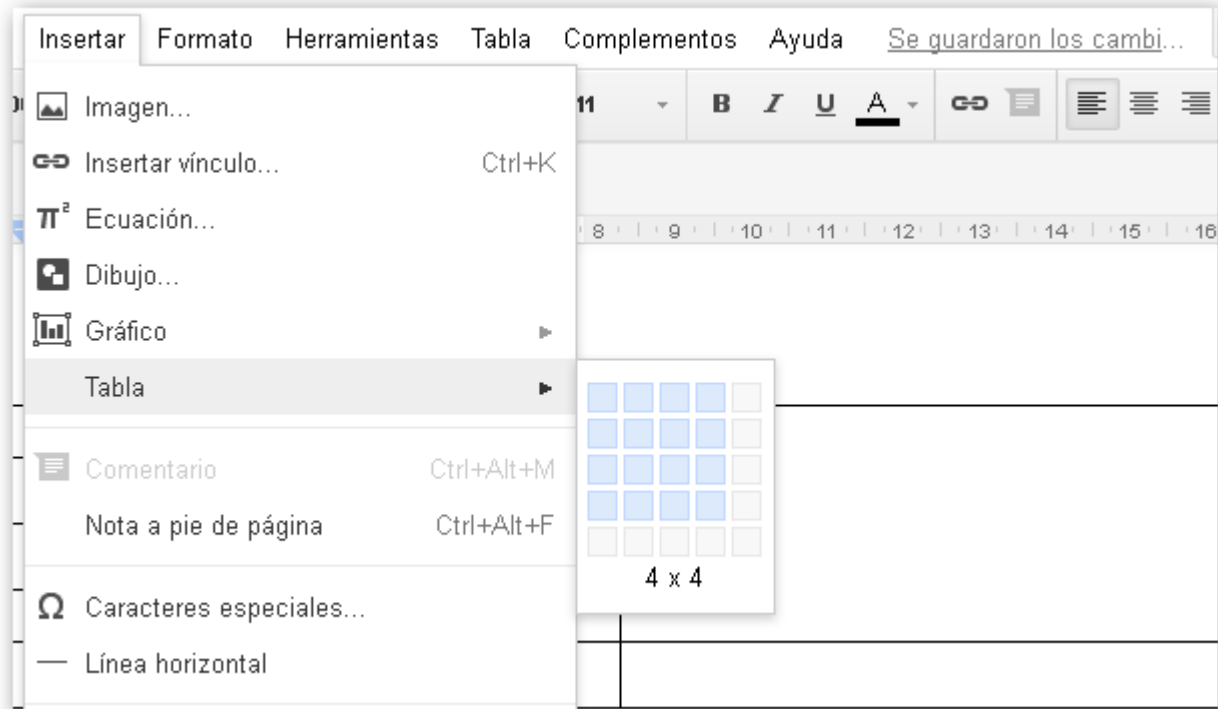 Insertar Formato Herramientas Tabla Complementos Ayuda Se guardaron los cambi...
Imagen... 11 B I U A
Insertar vínculo... Ctrl+K
π² Ecuación...
8 9 10 11 12 13 14 15 16
Dibujo...
Gráfico
Tabla
Comentario Ctrl+Alt+M
Nota a pie de página Ctrl+Alt+F
4 x 4
Ω Caracteres especiales...
Línea horizontal